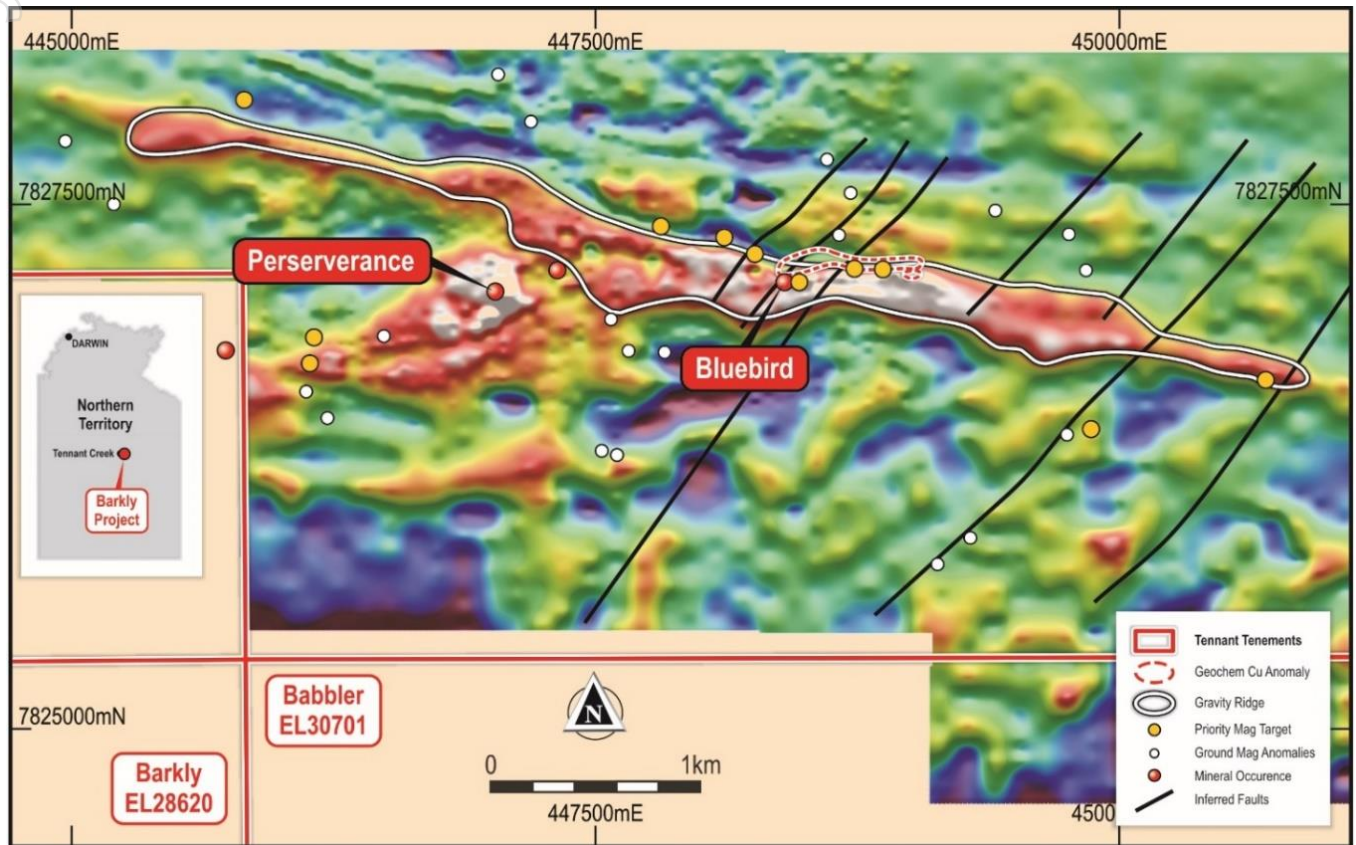 445000mE
447500mE
450000mE
7827500mN
7827500mN
Perserverance
Bluebird
DARWIN
Northern
Territory
Tennant Creek
Barkly
Project
Babbler
EL30701
Barkly
EL28620
7825000mN
N
0
1km
447500mE
4500
Tennant Tenements
Geochem Cu Anomaly
Gravity Ridge
Priority Mag Target
Ground Mag Anomalies
Mineral Occurence
Inferred Faults